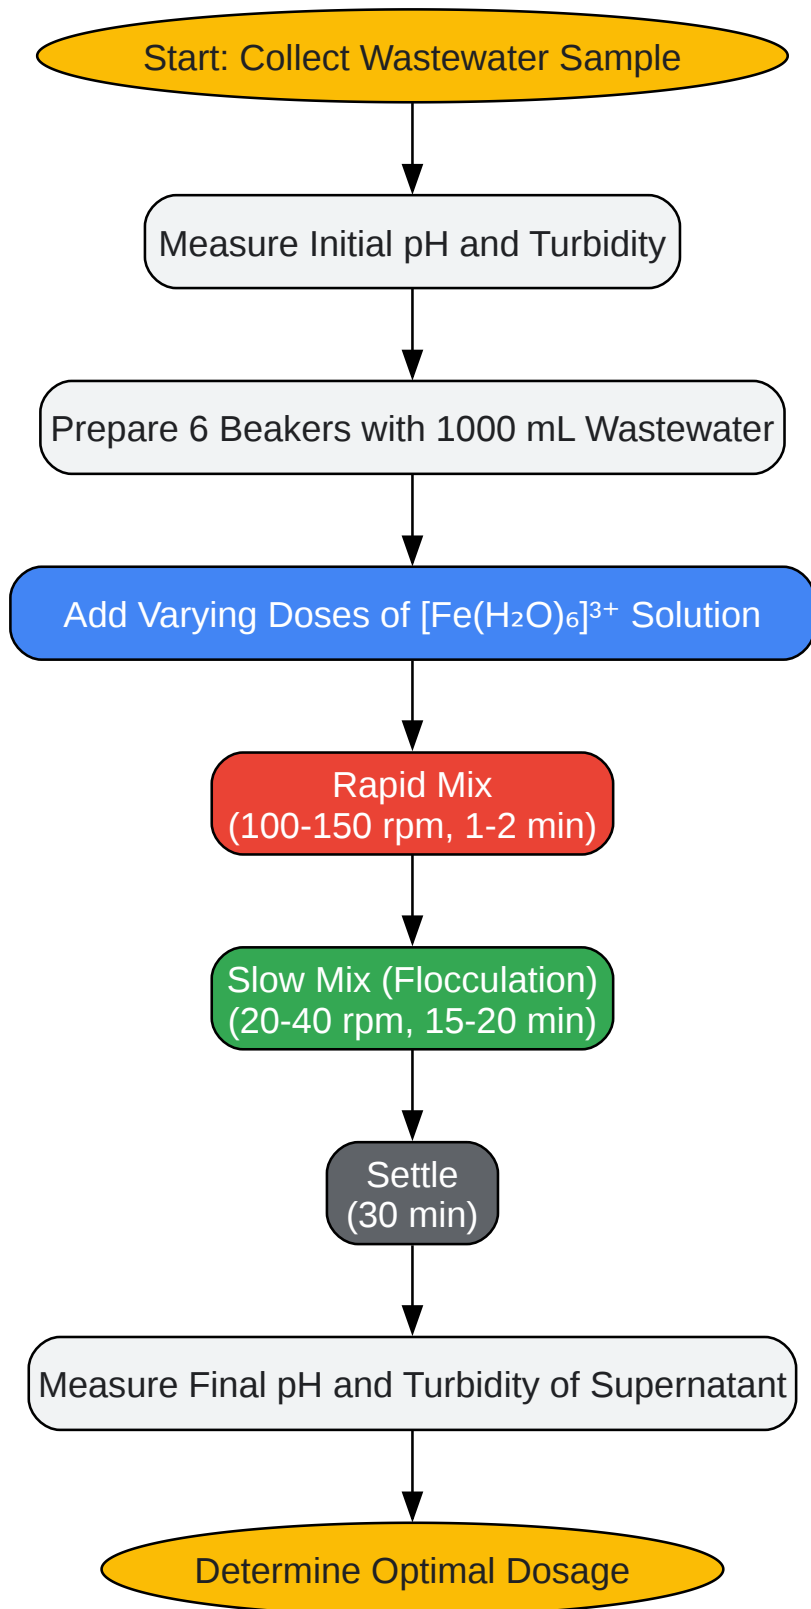 Start: Collect Wastewater Sample
Measure Initial pH and Turbidity
Prepare 6 Beakers with 1000 mL Wastewater
Add Varying Doses of [Fe(H₂O)₆]³⁺ Solution
Rapid Mix
(100-150 rpm, 1-2 min)
Slow Mix (Flocculation)
(20-40 rpm, 15-20 min)
Settle
(30 min)
Measure Final pH and Turbidity of Supernatant
Determine Optimal Dosage